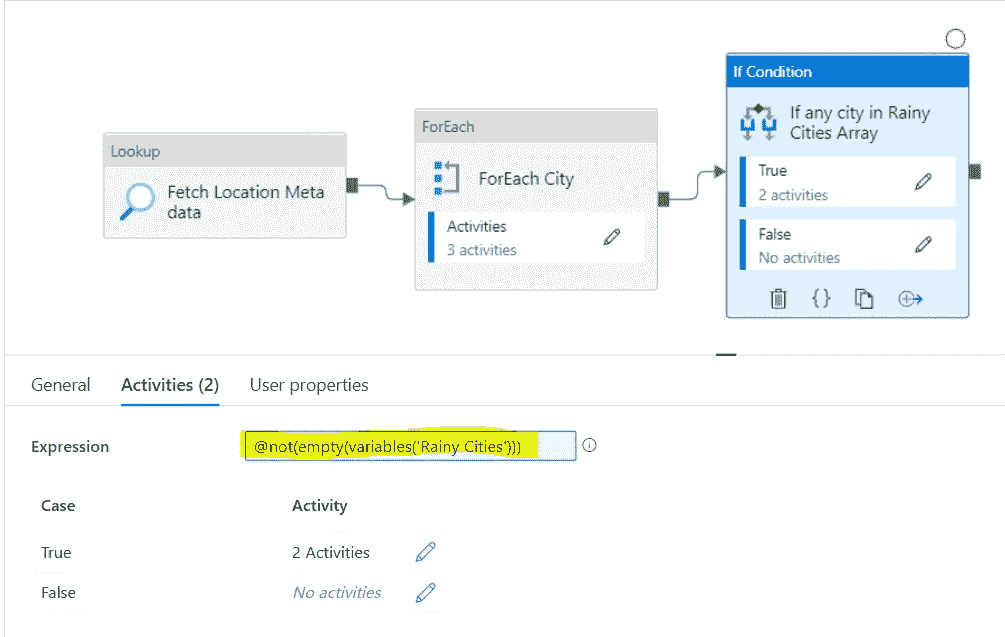 Lookup
Fetch Location Meta
data
ForEach
ForEach City
Activities
3 activities
If Condition
If any city in Rainy
Cities Array
True
2 activities
False
No activities
{}
General
Activities (2)
User properties
Expression
@not(empty(variables('Rainy Cities')))
Case
Activity
True
2 Activities
False
No activities